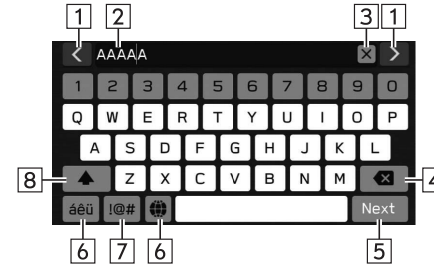 1 2 3 1
< AAAAA × >
1 2 3 4 5 6 7 8 9 0
Q W E R T Y U I O P
A S D F G H J K L
8 Z X C V B N M 4
áêü !@# Next
6 7 6 5